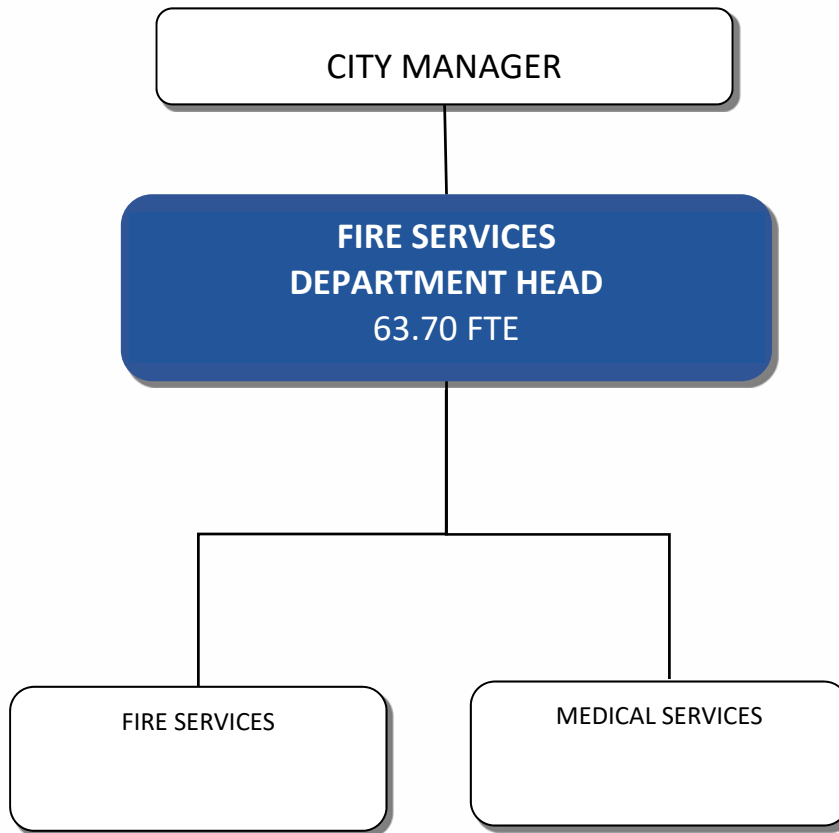 CITY MANAGER
FIRE SERVICES
DEPARTMENT HEAD
63.70 FTE
FIRE SERVICES
MEDICAL SERVICES